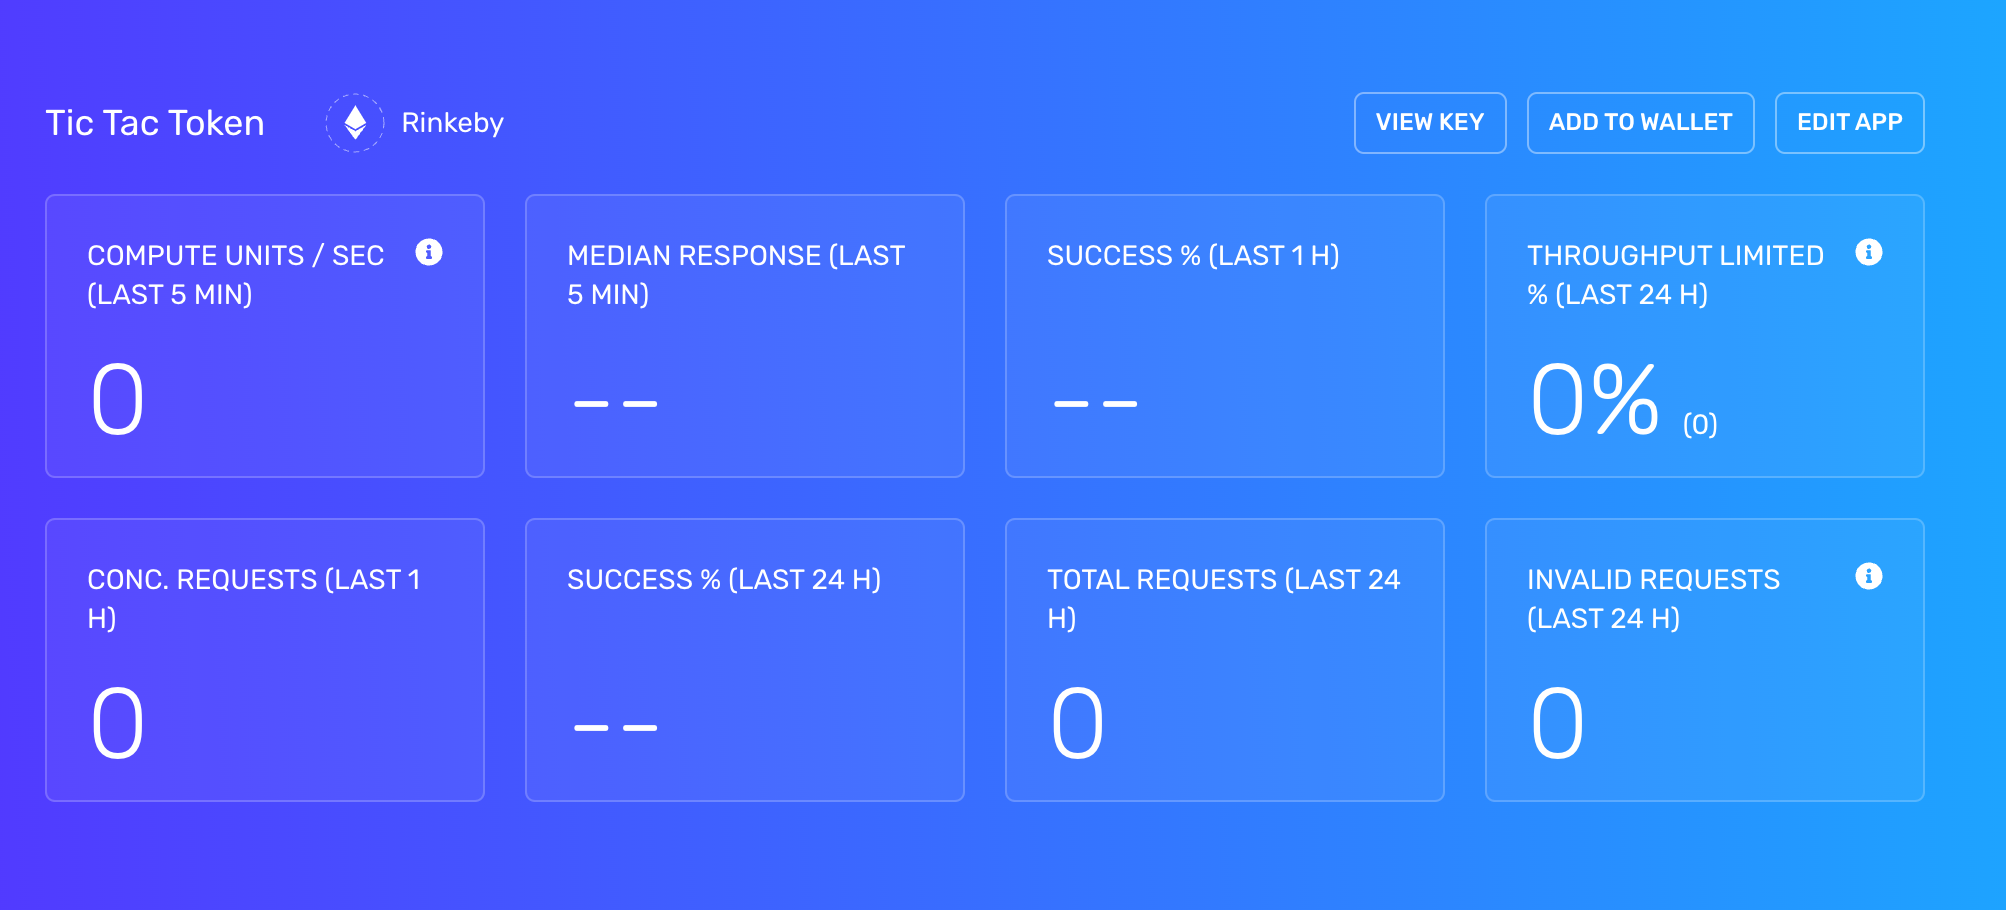 Tic Tac Token
Rinkeby
VIEW KEY
ADD TO WALLET
EDIT APP
COMPUTE UNITS / SEC
(LAST 5 MIN)
0
MEDIAN RESPONSE (LAST
5 MIN)
--
SUCCESS % (LAST 1 H)
--
THROUGHPUT LIMITED
% (LAST 24 H)
0% (0)
CONC. REQUESTS (LAST 1
H)
0
SUCCESS % (LAST 24 H)
--
TOTAL REQUESTS (LAST 24
H)
0
INVALID REQUESTS
(LAST 24 H)
0